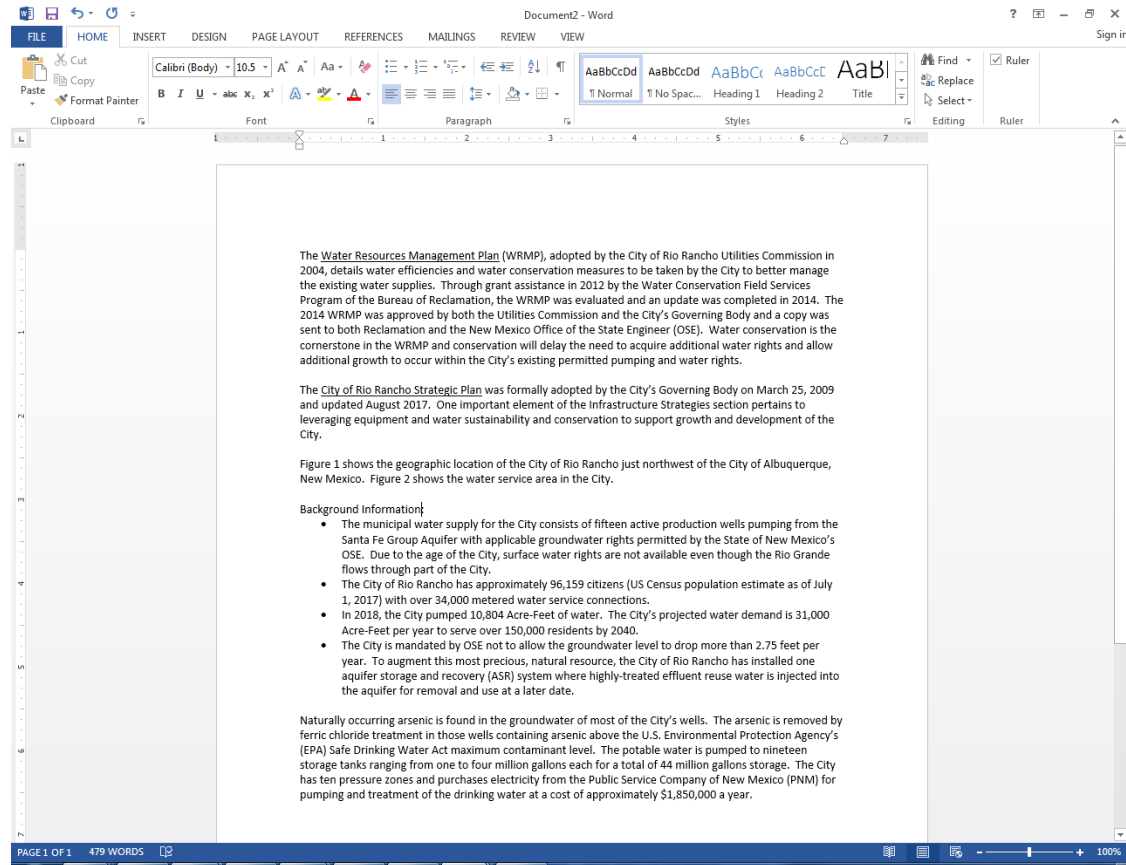 Document2 - Word
FILE HOME INSERT DESIGN PAGE LAYOUT REFERENCES MAILINGS REVIEW VIEW Sign in
Paste
Cut
Copy
Format Painter
Clipboard
Calibri (Body) 10.5
Font
Paragraph
AaBbCcDd AaBbCcDd AaBbCc AaBbCcD AaBl
¶ Normal ¶ No Spac... Heading 1 Heading 2 Title
Styles
Find
Replace
Select
Editing
Ruler
Ruler
1 1 2 3 4 5 6 7
The Water Resources Management Plan (WRMP), adopted by the City of Rio Rancho Utilities Commission in
2004, details water efficiencies and water conservation measures to be taken by the City to better manage
the existing water supplies. Through grant assistance in 2012 by the Water Conservation Field Services
Program of the Bureau of Reclamation, the WRMP was evaluated and an update was completed in 2014. The
2014 WRMP was approved by both the Utilities Commission and the City's Governing Body and a copy was
sent to both Reclamation and the New Mexico Office of the State Engineer (OSE). Water conservation is the
cornerstone in the WRMP and conservation will delay the need to acquire additional water rights and allow
additional growth to occur within the City's existing permitted pumping and water rights.
The City of Rio Rancho Strategic Plan was formally adopted by the City's Governing Body on March 25, 2009
and updated August 2017. One important element of the Infrastructure Strategies section pertains to
leveraging equipment and water sustainability and conservation to support growth and development of the
City.
Figure 1 shows the geographic location of the City of Rio Rancho just northwest of the City of Albuquerque,
New Mexico. Figure 2 shows the water service area in the City.
Background Information:
• The municipal water supply for the City consists of fifteen active production wells pumping from the
Santa Fe Group Aquifer with applicable groundwater rights permitted by the State of New Mexico's
OSE. Due to the age of the City, surface water rights are not available even though the Rio Grande
flows through part of the City.
• The City of Rio Rancho has approximately 96,159 citizens (US Census population estimate as of July
1, 2017) with over 34,000 metered water service connections.
• In 2018, the City pumped 10,804 Acre-Feet of water. The City's projected water demand is 31,000
Acre-Feet per year to serve over 150,000 residents by 2040.
• The City is mandated by OSE not to allow the groundwater level to drop more than 2.75 feet per
year. To augment this most precious, natural resource, the City of Rio Rancho has installed one
aquifer storage and recovery (ASR) system where highly-treated effluent reuse water is injected into
the aquifer for removal and use at a later date.
Naturally occurring arsenic is found in the groundwater of most of the City's wells. The arsenic is removed by
ferric chloride treatment in those wells containing arsenic above the U.S. Environmental Protection Agency's
(EPA) Safe Drinking Water Act maximum contaminant level. The potable water is pumped to nineteen
storage tanks ranging from one to four million gallons each for a total of 44 million gallons storage. The City
has ten pressure zones and purchases electricity from the Public Service Company of New Mexico (PNM) for
pumping and treatment of the drinking water at a cost of approximately $1,850,000 a year.
PAGE 1 OF 1 479 WORDS 100%